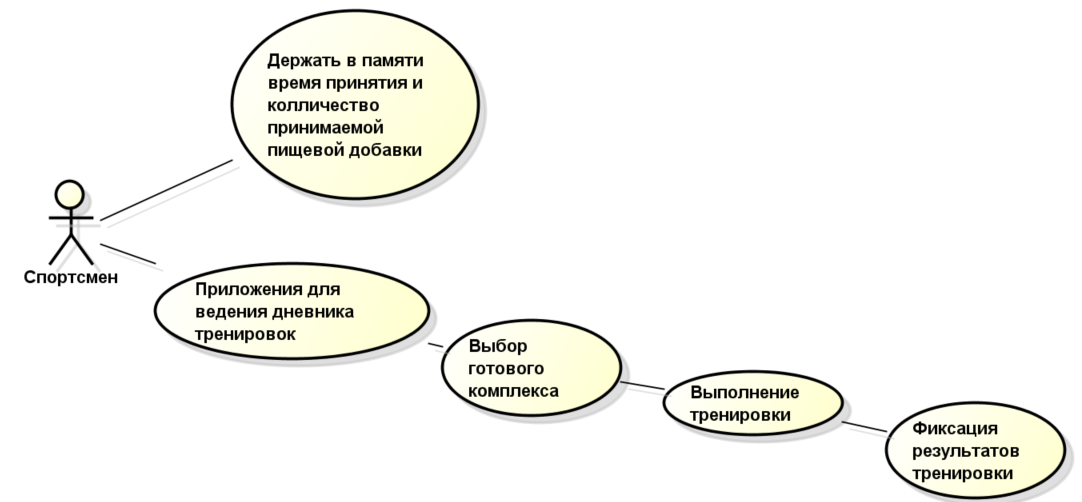 Держать в памяти
время принятия и
колличество
принимаемой
пищевой добавки
Спортсмен
Приложения для
ведения дневника
тренировок
Выбор
готового
комплекса
Выполнение
тренировки
Фиксация
результатов
тренировки